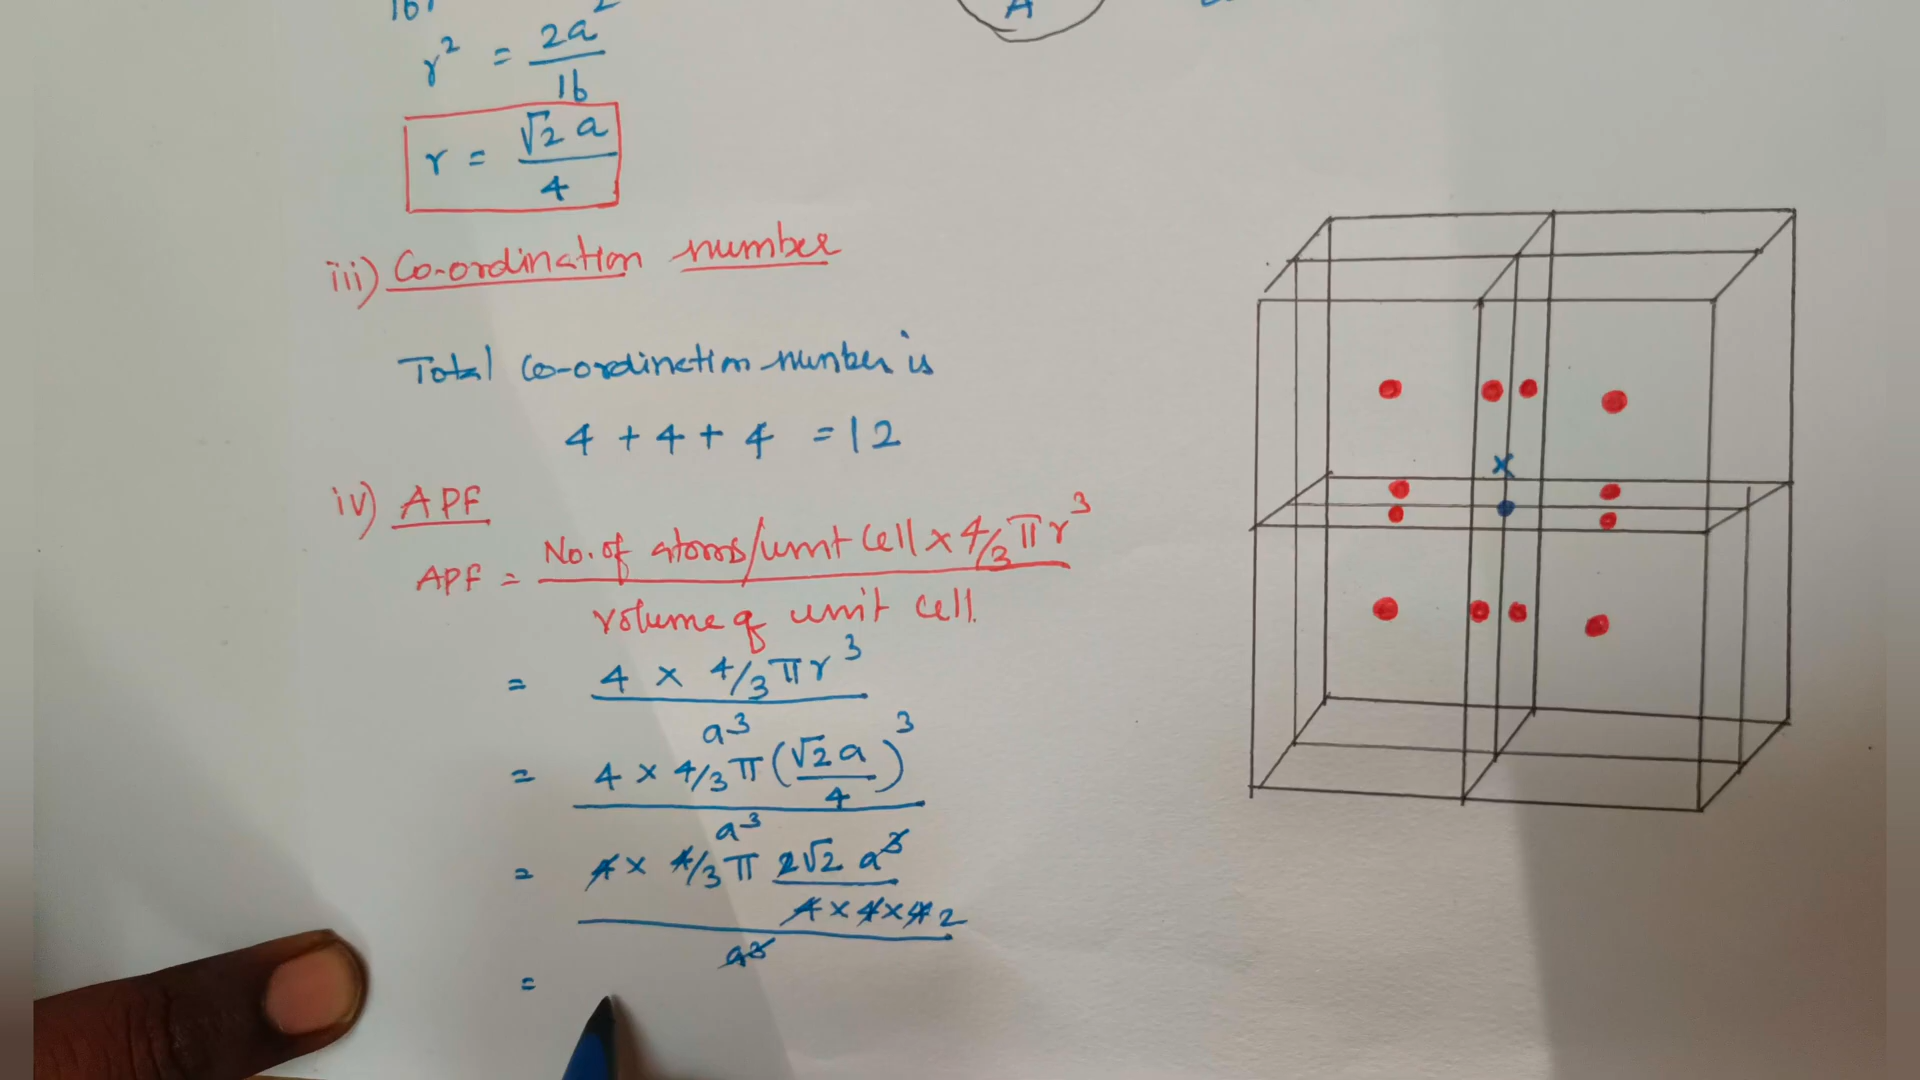 16
r² = 2a²/16
r = √2 a/4
iii) Co-ordination number
Total Co-ordination number is
4 + 4 + 4 = 12
iv) APF
APF = No. of atoms/unit Cell × 4/3 π r³
volume of unit cell.
= 4 × 4/3 π r³
a³
= 4 × 4/3 π (√2 a/4)³
a³
= 4 × 4/3 π 2√2 a³
4 × 4 × 4 2
a³
=
A
x